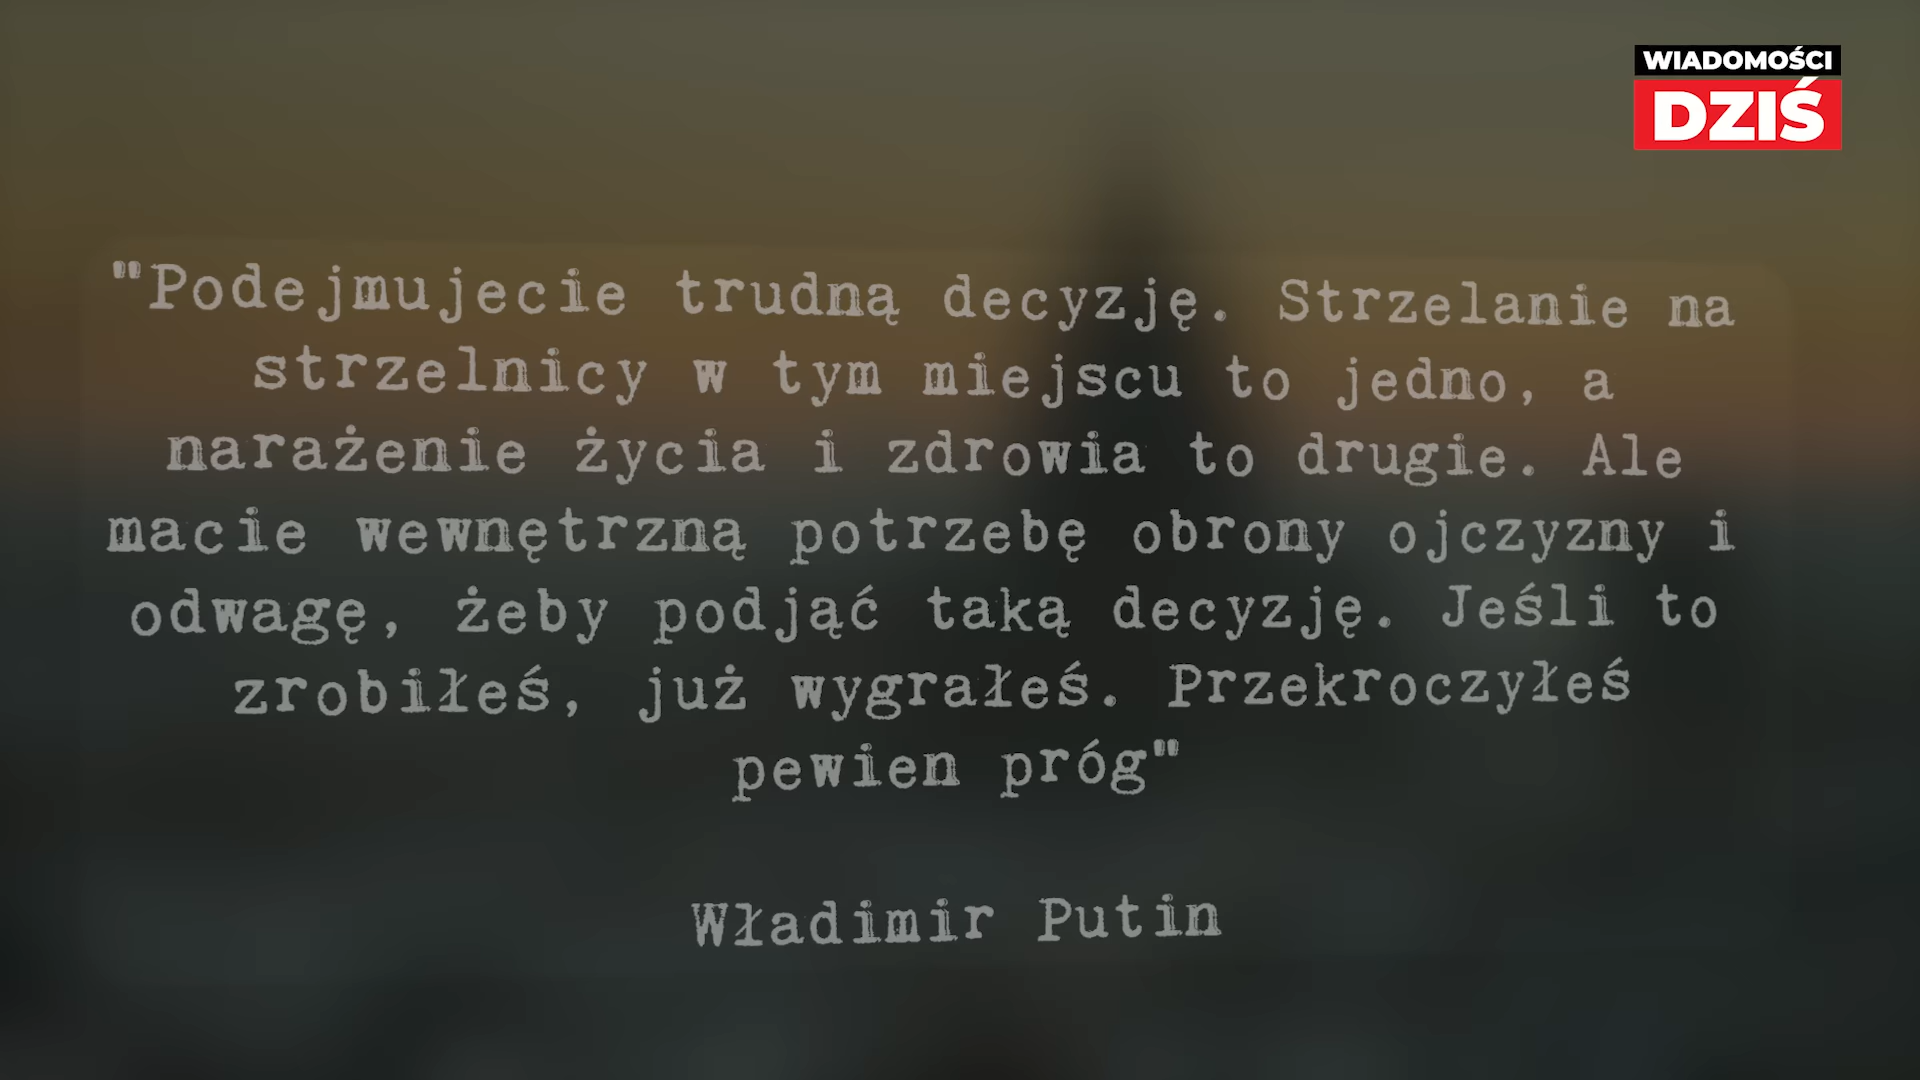 WIADOMOŚCI
DZIŚ
"Podejmujecie trudną decyzję. Strzelanie na
strzelnicy w tym miejscu to jedno, a
narażenie życia i zdrowia to drugie. Ale
macie wewnętrzną potrzebę obrony ojczyzny i
odwagę, żeby podjąć taką decyzję. Jeśli to
zrobiłeś, już wygrałeś. Przekroczyłeś
pewien próg"
Władimir Putin